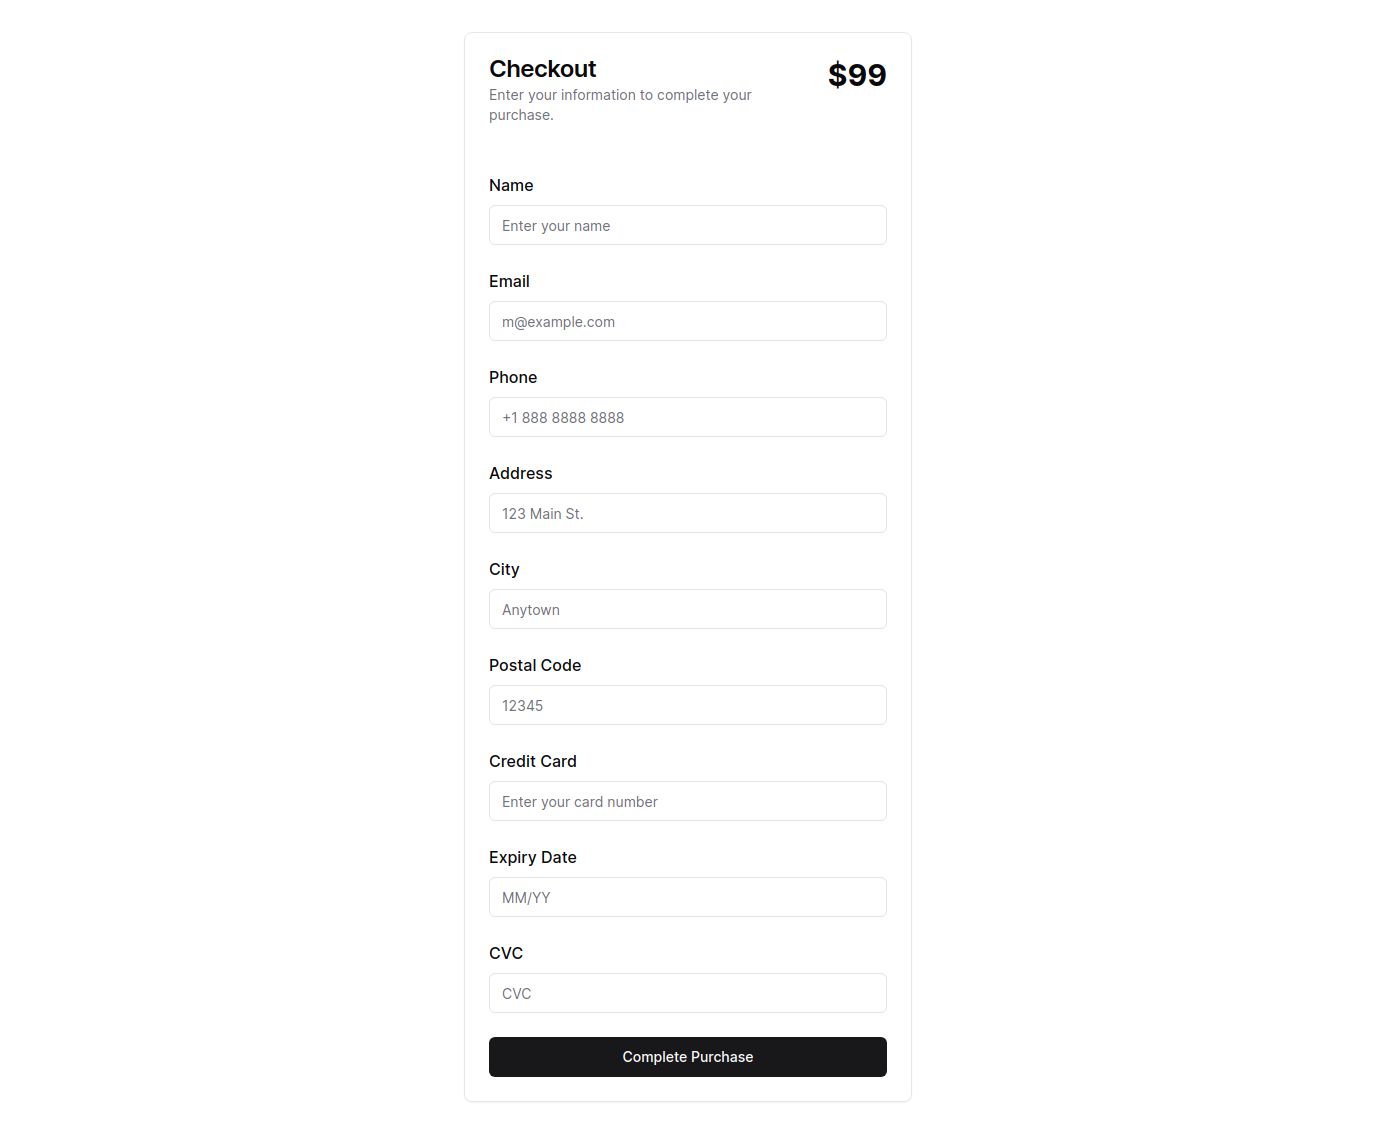 Checkout
$99
Enter your information to complete your
purchase.
Name
Enter your name
Email
m@example.com
Phone
+1 888 8888 8888
Address
123 Main St.
City
Anytown
Postal Code
12345
Credit Card
Enter your card number
Expiry Date
MM/YY
CVC
CVC
Complete Purchase